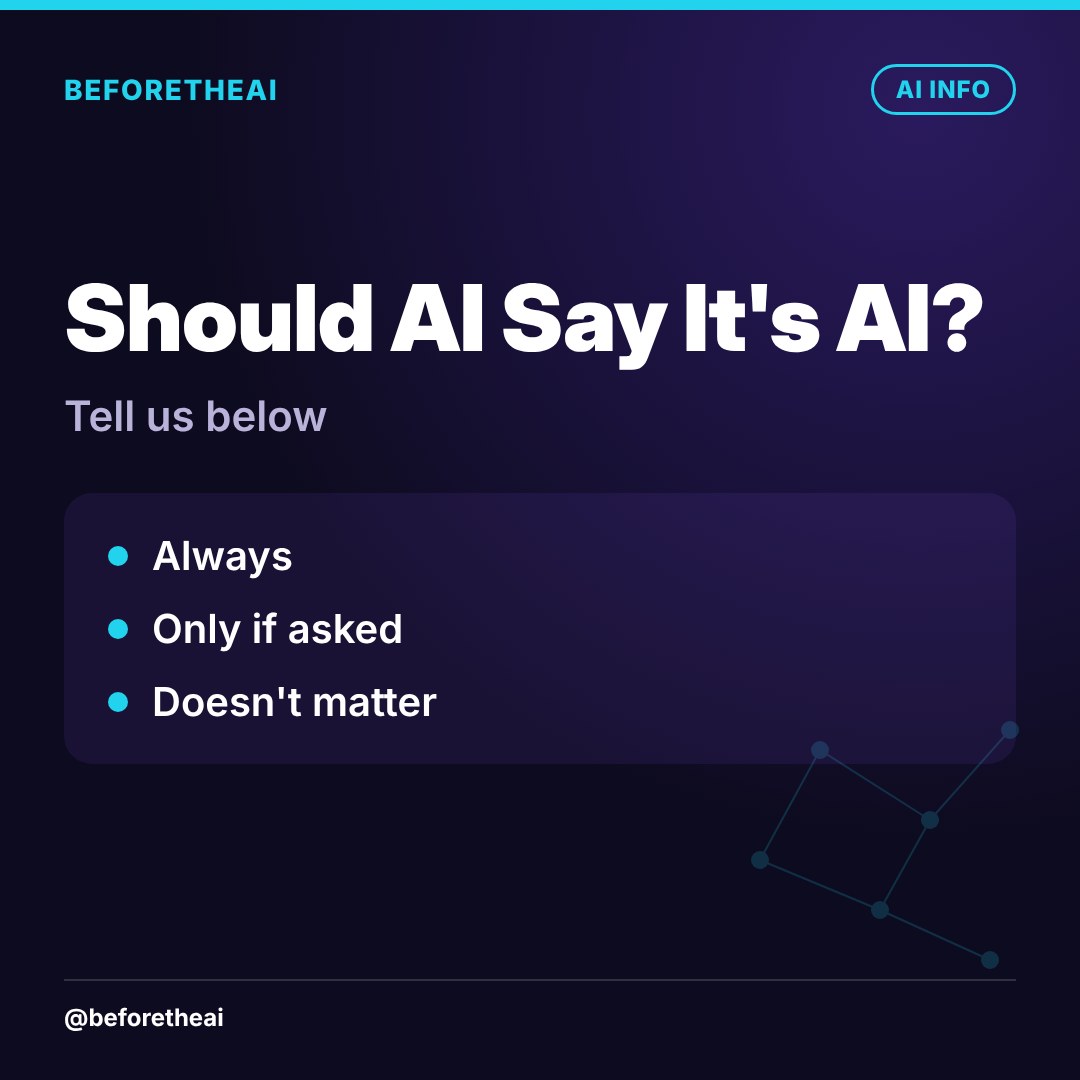 BEFORETHEAI
AI INFO
Should AI Say It's AI?
Tell us below
Always
Only if asked
Doesn't matter
@beforetheai